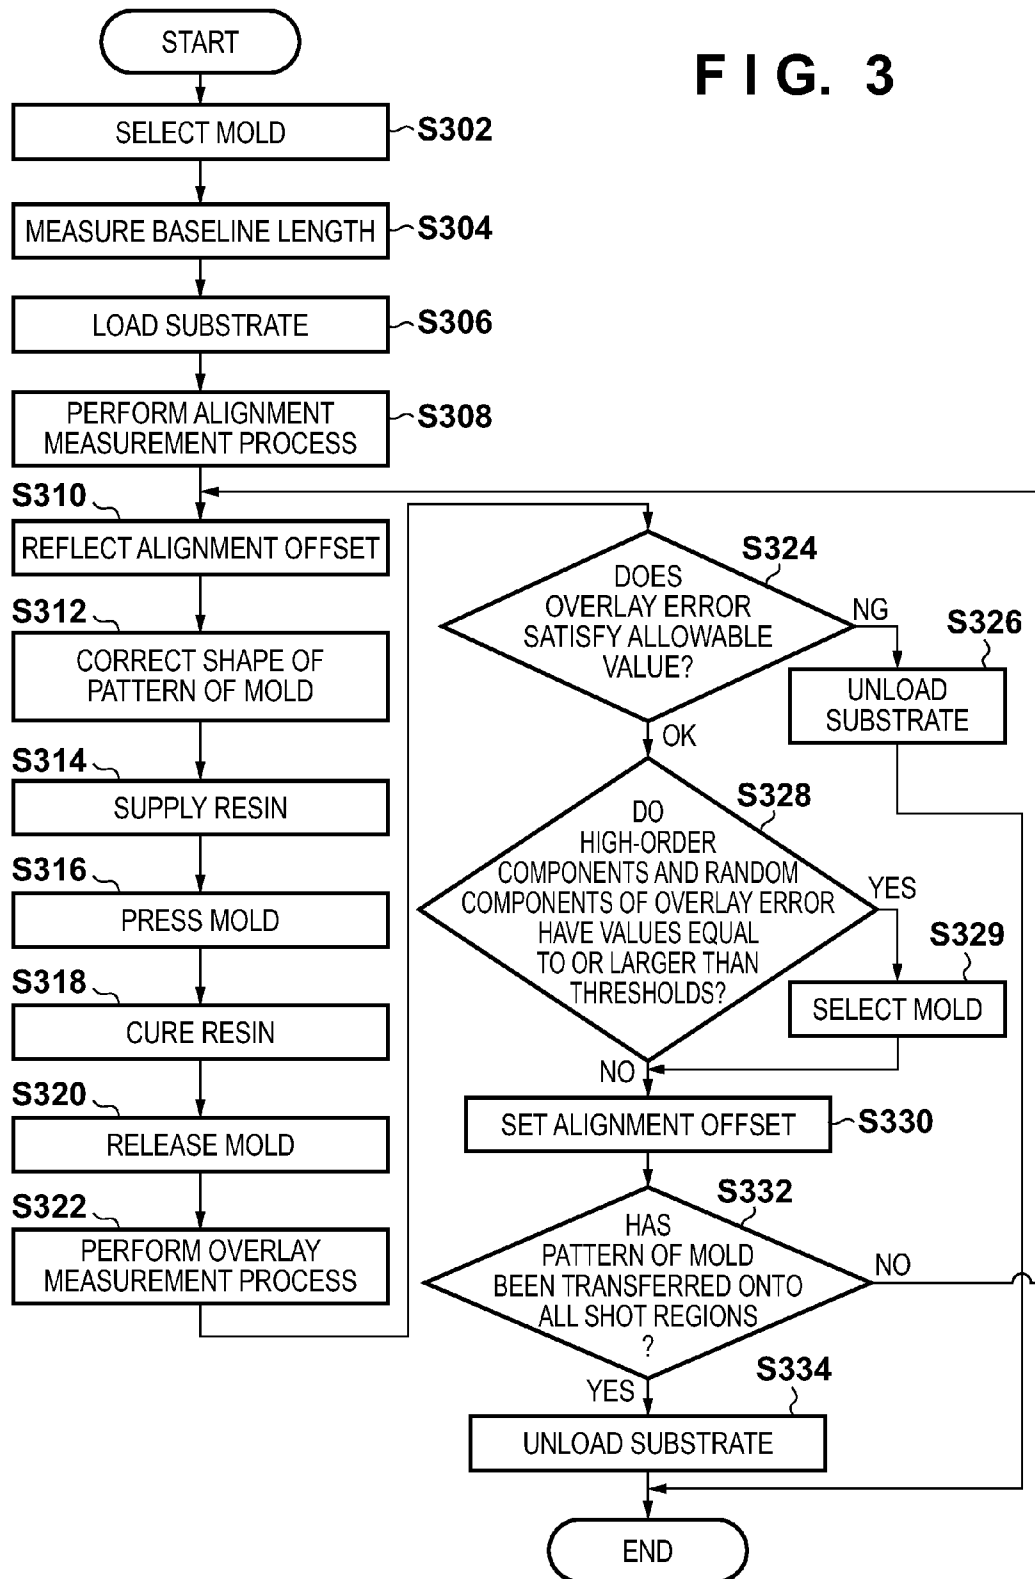 START
F I G. 3
SELECT MOLD
S302
MEASURE BASELINE LENGTH
S304
LOAD SUBSTRATE
S306
PERFORM ALIGNMENT
MEASUREMENT PROCESS
S308
S310
REFLECT ALIGNMENT OFFSET
S312
CORRECT SHAPE OF
PATTERN OF MOLD
S314
SUPPLY RESIN
S316
PRESS MOLD
S318
CURE RESIN
S320
RELEASE MOLD
S322
PERFORM OVERLAY
MEASUREMENT PROCESS
S324
DOES
OVERLAY ERROR
SATISFY ALLOWABLE
VALUE?
NG
S326
UNLOAD
SUBSTRATE
OK
S328
DO
HIGH-ORDER
COMPONENTS AND RANDOM
COMPONENTS OF OVERLAY ERROR
HAVE VALUES EQUAL
TO OR LARGER THAN
THRESHOLDS?
YES
S329
SELECT MOLD
NO
SET ALIGNMENT OFFSET
S330
S332
HAS
PATTERN OF MOLD
BEEN TRANSFERRED ONTO
ALL SHOT REGIONS
?
NO
YES
S334
UNLOAD SUBSTRATE
END